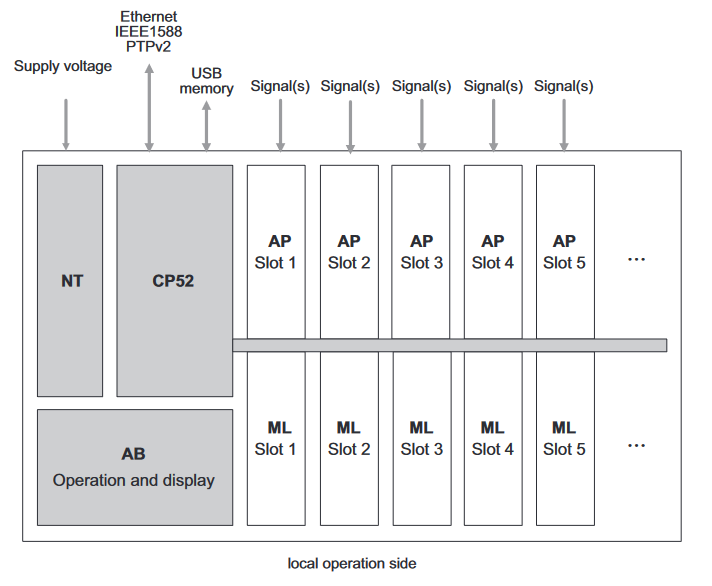 Ethernet
IEEE1588
PTPv2
Supply voltage
USB
memory
Signal(s) Signal(s) Signal(s) Signal(s) Signal(s)
NT
CP52
AP
Slot 1
AP
Slot 2
AP
Slot 3
AP
Slot 4
AP
Slot 5
...
AB
Operation and display
ML
Slot 1
ML
Slot 2
ML
Slot 3
ML
Slot 4
ML
Slot 5
...
local operation side